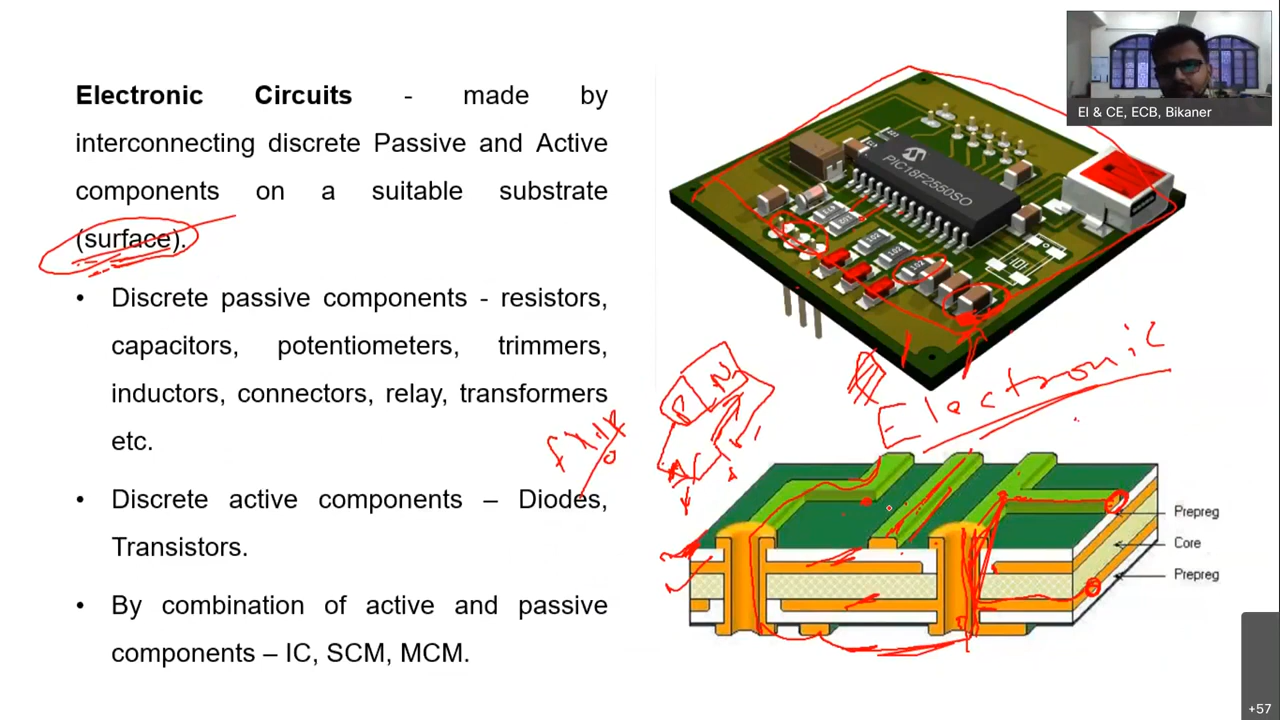 Electronic Circuits - made by
interconnecting discrete Passive and Active
components on a suitable substrate
(surface).
• Discrete passive components - resistors,
capacitors, potentiometers, trimmers,
inductors, connectors, relay, transformers
etc.
• Discrete active components – Diodes,
Transistors.
• By combination of active and passive
components – IC, SCM, MCM.
EI & CE, ECB, Bikaner
PIC18F2550SO
102
Electronic
P N
Prepreg
Core
Prepreg
+57